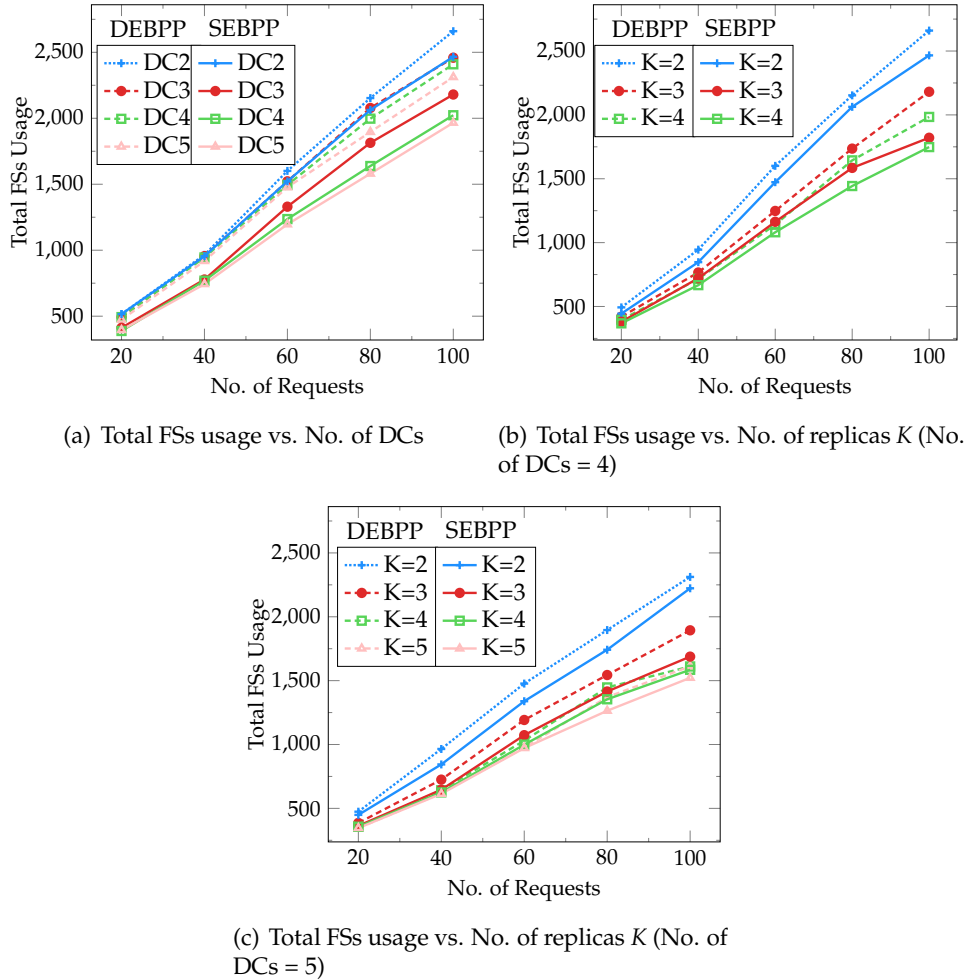 DEBPP SEBPP
DC2 DC2
DC3 DC3
DC4 DC4
DC5 DC5
2,500
2,000
1,500
1,000
500
Total FSs Usage
20 40 60 80 100
No. of Requests
(a) Total FSs usage vs. No. of DCs
DEBPP SEBPP
K=2 K=2
K=3 K=3
K=4 K=4
2,500
2,000
1,500
1,000
500
Total FSs Usage
20 40 60 80 100
No. of Requests
(b) Total FSs usage vs. No. of replicas K (No.
of DCs = 4)
DEBPP SEBPP
K=2 K=2
K=3 K=3
K=4 K=4
K=5 K=5
2,500
2,000
1,500
1,000
500
Total FSs Usage
20 40 60 80 100
No. of Requests
(c) Total FSs usage vs. No. of replicas K (No. of
DCs = 5)